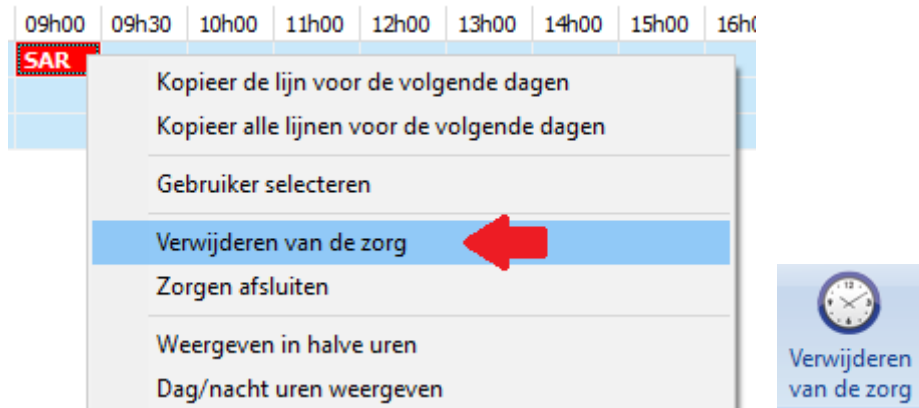 09h00 09h30 10h00 11h00 12h00 13h00 14h00 15h00 16h
SAR
Kopieer de lijn voor de volgende dagen
Kopieer alle lijnen voor de volgende dagen
Gebruiker selecteren
Verwijderen van de zorg
Zorgen afsluiten
Weergeven in halve uren
Dag/nacht uren weergeven
12
Verwijderen
van de zorg